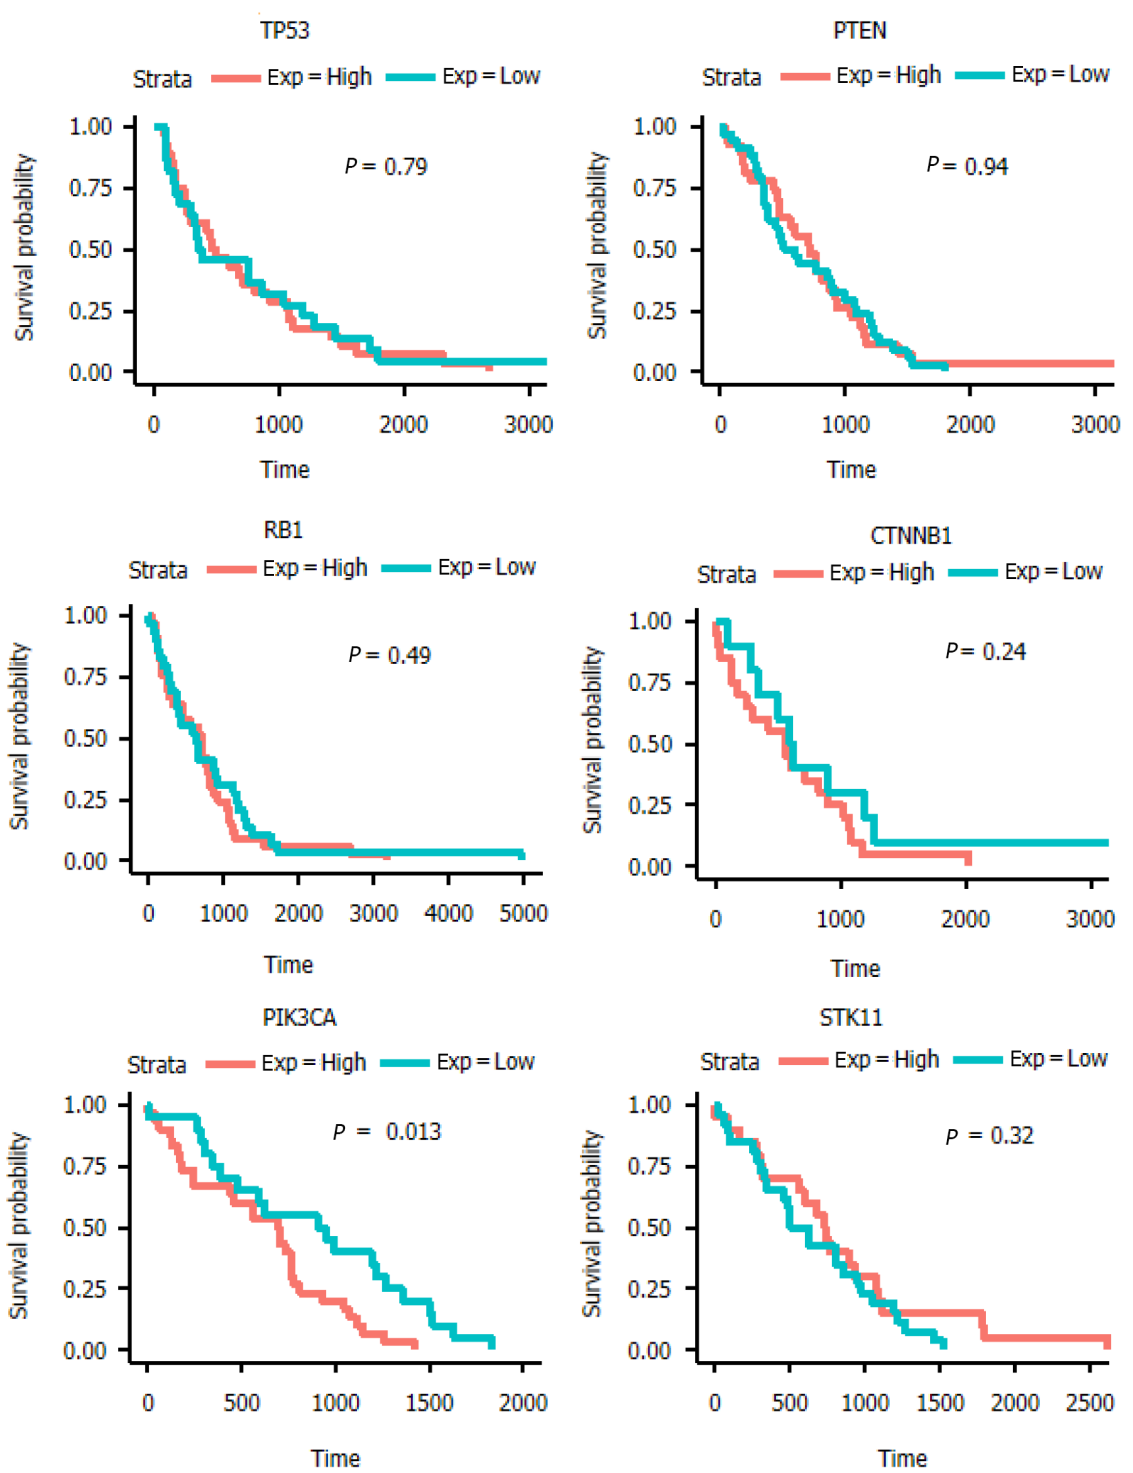 TP53
Strata Exp = High Exp = Low
Survival probability
1.00
0.75
0.50
0.25
0.00
P = 0.79
0 1000 2000 3000
Time
PTEN
Strata Exp = High Exp = Low
Survival probability
1.00
0.75
0.50
0.25
0.00
P = 0.94
0 1000 2000 3000
Time
RB1
Strata Exp = High Exp = Low
Survival probability
1.00
0.75
0.50
0.25
0.00
P = 0.49
0 1000 2000 3000 4000 5000
Time
CTNNB1
Strata Exp = High Exp = Low
Survival probability
1.00
0.75
0.50
0.25
0.00
P = 0.24
0 1000 2000 3000
Time
PIK3CA
Strata Exp = High Exp = Low
Survival probability
1.00
0.75
0.50
0.25
0.00
P = 0.013
0 500 1000 1500 2000
Time
STK11
Strata Exp = High Exp = Low
Survival probability
1.00
0.75
0.50
0.25
0.00
P = 0.32
0 500 1000 1500 2000 2500
Time